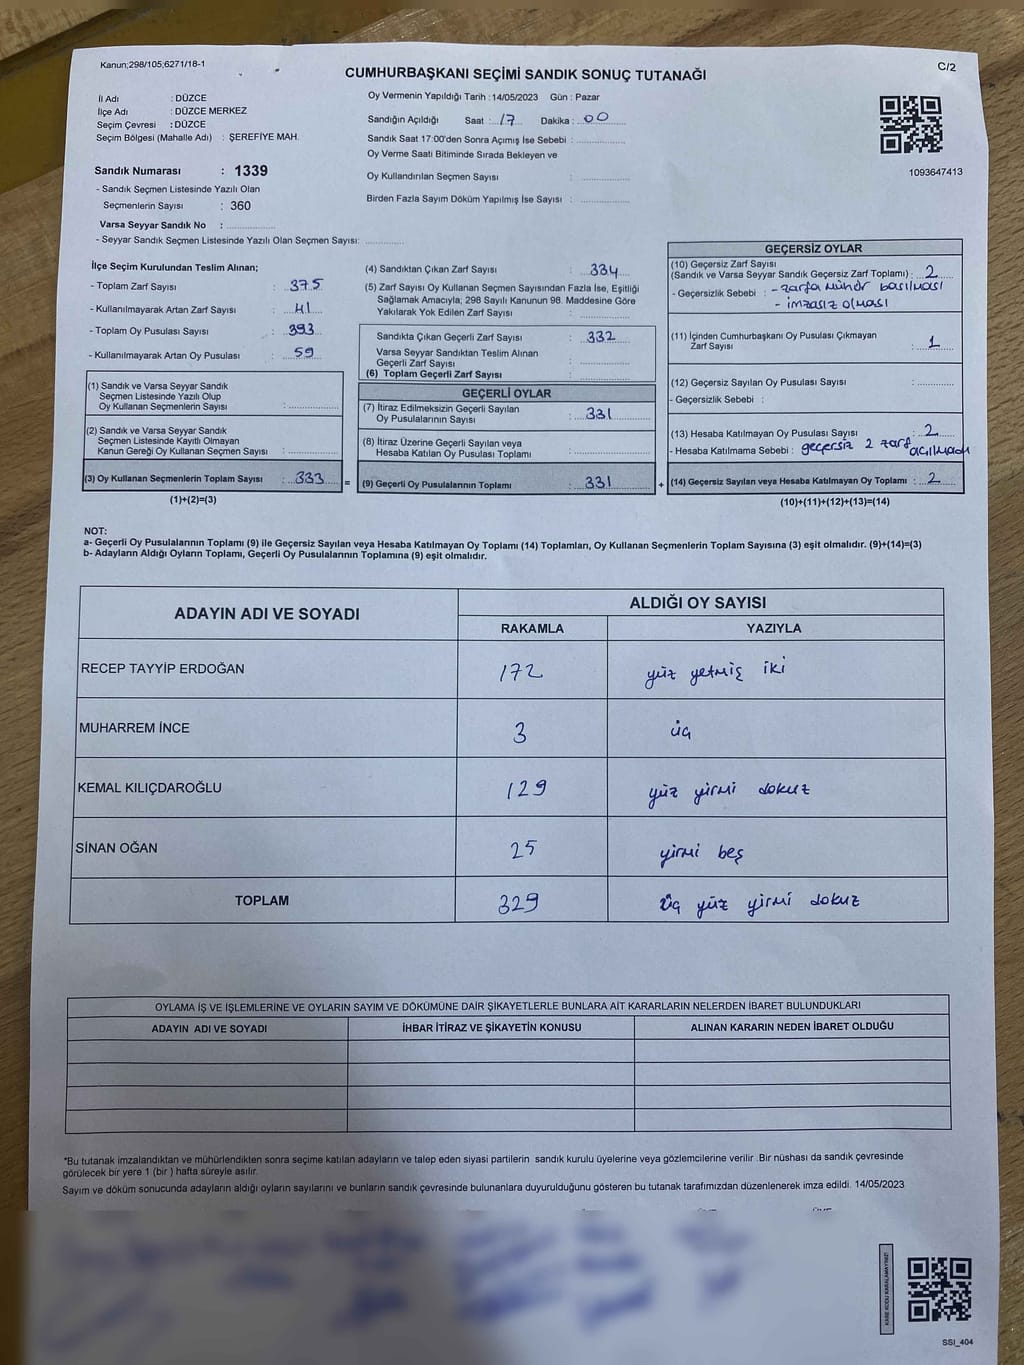 Kanun;298/105;6271/18-1
C/2
CUMHURBAŞKANI SEÇİMİ SANDIK SONUÇ TUTANAĞI
İl Adı : DÜZCE
İlçe Adı : DÜZCE MERKEZ
Seçim Çevresi : DÜZCE
Seçim Bölgesi (Mahalle Adı) : ŞEREFİYE MAH.
Sandık Numarası : 1339
- Sandık Seçmen Listesinde Yazılı Olan
Seçmenlerin Sayısı : 360
Varsa Seyyar Sandık No : ................
- Seyyar Sandık Seçmen Listesinde Yazılı Olan Seçmen Sayısı: ..............
Oy Vermenin Yapıldığı Tarih : 14/05/2023 Gün : Pazar
Sandığın Açıldığı Saat : 17 Dakika : 00
Sandık Saat 17:00'den Sonra Açımış İse Sebebi : ................
Oy Verme Saati Bitiminde Sırada Bekleyen ve
Oy Kullandırılan Seçmen Sayısı : ................
Birden Fazla Sayım Döküm Yapılmış İse Sayısı : ................
1093647413
İlçe Seçim Kurulundan Teslim Alınan;
- Toplam Zarf Sayısı : 375
- Kullanılmayarak Artan Zarf Sayısı : 41
- Toplam Oy Pusulası Sayısı : 393
- Kullanılmayarak Artan Oy Pusulası : 59
(1) Sandık ve Varsa Seyyar Sandık
Seçmen Listesinde Yazılı Olup
Oy Kullanan Seçmenlerin Sayısı : ................
(2) Sandık ve Varsa Seyyar Sandık
Seçmen Listesinde Kayıtlı Olmayan
Kanun Gereği Oy Kullanan Seçmen Sayısı : ................
(3) Oy Kullanan Seçmenlerin Toplam Sayısı : 333 =
(1)+(2)=(3)
(4) Sandıktan Çıkan Zarf Sayısı : 334
(5) Zarf Sayısı Oy Kullanan Seçmen Sayısından Fazla İse, Eşitliği
Sağlamak Amacıyla; 298 Sayılı Kanunun 98. Maddesine Göre
Yakılarak Yok Edilen Zarf Sayısı : ................
Sandıkta Çıkan Geçerli Zarf Sayısı : 332
Varsa Seyyar Sandıktan Teslim Alınan
Geçerli Zarf Sayısı : ................
(6) Toplam Geçerli Zarf Sayısı : ................
GEÇERLİ OYLAR
(7) İtiraz Edilmeksizin Geçerli Sayılan
Oy Pusulalarının Sayısı : 331
(8) İtiraz Üzerine Geçerli Sayılan veya
Hesaba Katılan Oy Pusulası Toplamı : ................
(9) Geçerli Oy Pusulalarının Toplamı : 331 +
GEÇERSİZ OYLAR
(10) Geçersiz Zarf Sayısı
(Sandık ve Varsa Seyyar Sandık Geçersiz Zarf Toplamı) : 2
- Geçersizlik Sebebi : - zarfa mühür basılması
- imzasız olması
(11) İçinden Cumhurbaşkanı Oy Pusulası Çıkmayan
Zarf Sayısı : 1
(12) Geçersiz Sayılan Oy Pusulası Sayısı : ..............
- Geçersizlik Sebebi :
(13) Hesaba Katılmayan Oy Pusulası Sayısı : 2
- Hesaba Katılmama Sebebi : geçersiz 2 zarf açılmadı
(14) Geçersiz Sayılan veya Hesaba Katılmayan Oy Toplamı : 2
(10)+(11)+(12)+(13)=(14)
NOT:
a- Geçerli Oy Pusulalarının Toplamı (9) ile Geçersiz Sayılan veya Hesaba Katılmayan Oy Toplamı (14) Toplamları, Oy Kullanan Seçmenlerin Toplam Sayısına (3) eşit olmalıdır. (9)+(14)=(3)
b- Adayların Aldığı Oyların Toplamı, Geçerli Oy Pusulalarının Toplamına (9) eşit olmalıdır.
ADAYIN ADI VE SOYADI ALDIĞI OY SAYISI
RAKAMLA YAZIYLA
RECEP TAYYİP ERDOĞAN 172 yüz yetmiş iki
MUHARREM İNCE 3 üç
KEMAL KILIÇDAROĞLU 129 yüz yirmi dokuz
SİNAN OĞAN 25 yirmi beş
TOPLAM 329 üç yüz yirmi dokuz
OYLAMA İŞ VE İŞLEMLERİNE VE OYLARIN SAYIM VE DÖKÜMÜNE DAİR ŞİKAYETLERLE BUNLARA AİT KARARLARIN NELERDEN İBARET BULUNDUKLARI
ADAYIN ADI VE SOYADI İHBAR İTİRAZ VE ŞİKAYETİN KONUSU ALINAN KARARIN NEDEN İBARET OLDUĞU
*Bu tutanak imzalandıktan ve mühürlendikten sonra seçime katılan adayların ve talep eden siyasi partilerin sandık kurulu üyelerine veya gözlemcilerine verilir .Bir nüshası da sandık çevresinde
görülecek bir yere 1 (bir ) hafta süreyle asılır.
Sayım ve döküm sonucunda adayların aldığı oyların sayılarını ve bunların sandık çevresinde bulunanlara duyurulduğunu gösteren bu tutanak tarafımızdan düzenlenerek imza edildi. 14/05/2023
KARE KODU KARALAMAYINIZ!
SSİ_404